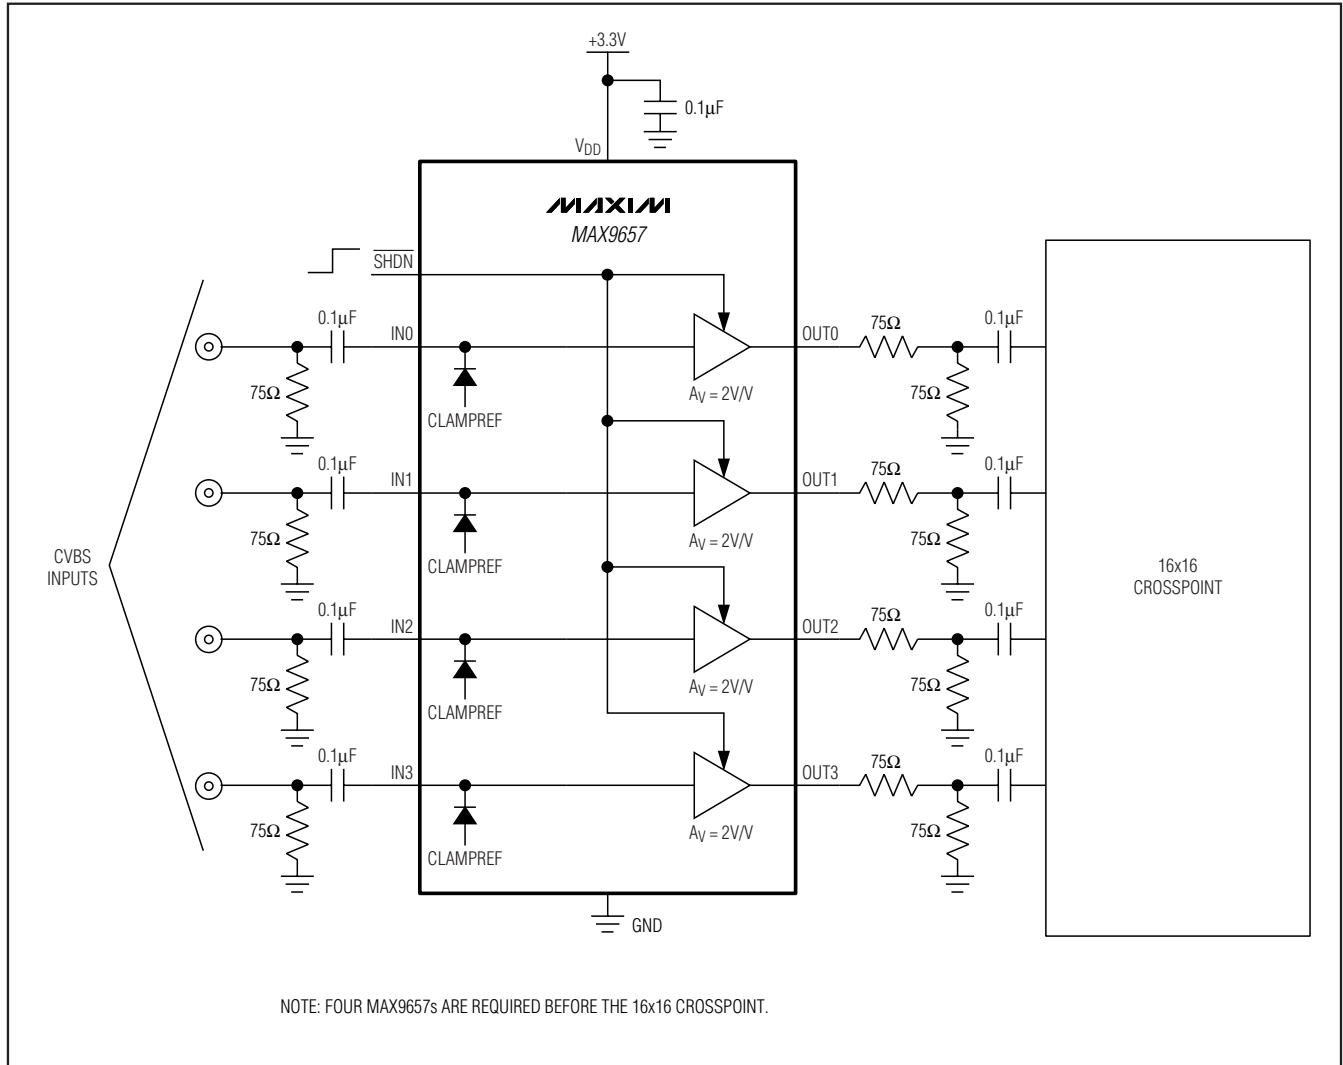 +3.3V
0.1µF
VDD
MAXIM
MAX9657
SHDN
0.1µF
IN0
75Ω
CLAMPREF
AV = 2V/V
OUT0
75Ω
75Ω
0.1µF
0.1µF
IN1
75Ω
CLAMPREF
AV = 2V/V
OUT1
75Ω
75Ω
0.1µF
CVBS
INPUTS
16x16
CROSSPOINT
0.1µF
IN2
75Ω
CLAMPREF
AV = 2V/V
OUT2
75Ω
75Ω
0.1µF
0.1µF
IN3
75Ω
CLAMPREF
AV = 2V/V
OUT3
75Ω
75Ω
0.1µF
GND
NOTE: FOUR MAX9657s ARE REQUIRED BEFORE THE 16x16 CROSSPOINT.